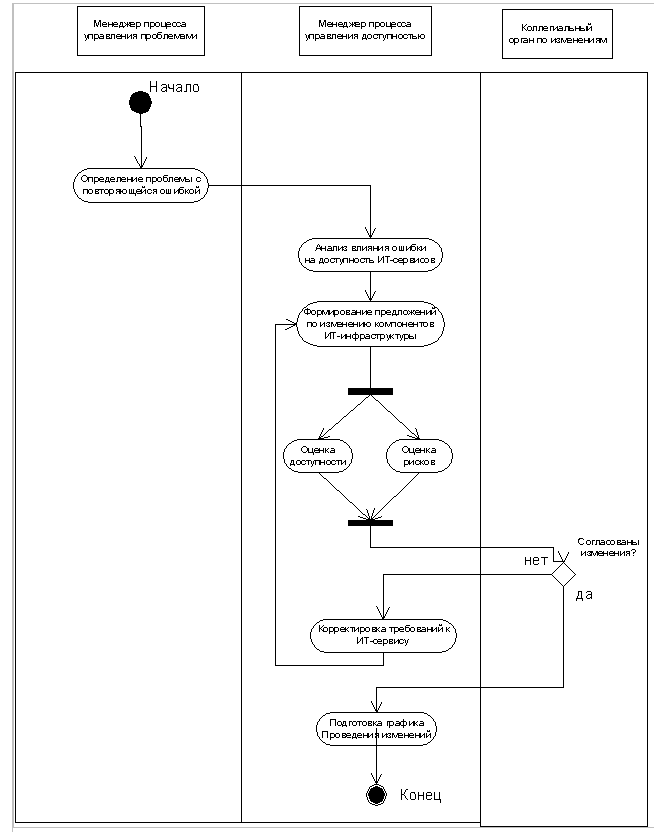 Менеджер процесса
управления проблемами
Менеджер процесса
управления доступностью
Коллегиальный
орган по изменениям
Начало
Определение проблемы с
повторяющейся ошибкой
Анализ влияния ошибки
на доступность ИТ-сервисов
Формирование предложений
по изменению компонентов
ИТ-инфраструктуры
Оценка
доступности
Оценка
рисков
Согласованы
изменения?
нет
да
Корректировка требований к
ИТ-сервису
Подготовка графика
Проведения изменений
Конец